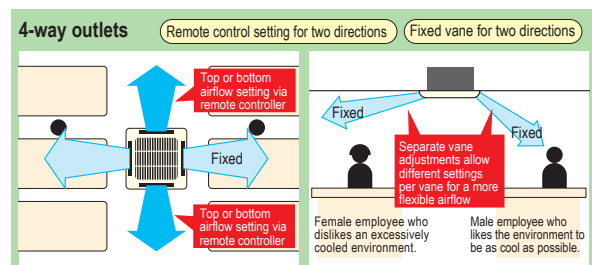 4-way outlets
Remote control setting for two directions
Fixed vane for two directions
Top or bottom
airflow setting via
remote controller
Fixed
Top or bottom
airflow setting via
remote controller
Fixed
Fixed
Separate vane
adjustments allow
different settings
per vane for a more
flexible airflow
Female employee who
dislikes an excessively
cooled environment.
Male employee who
likes the environment to
be as cool as possible.